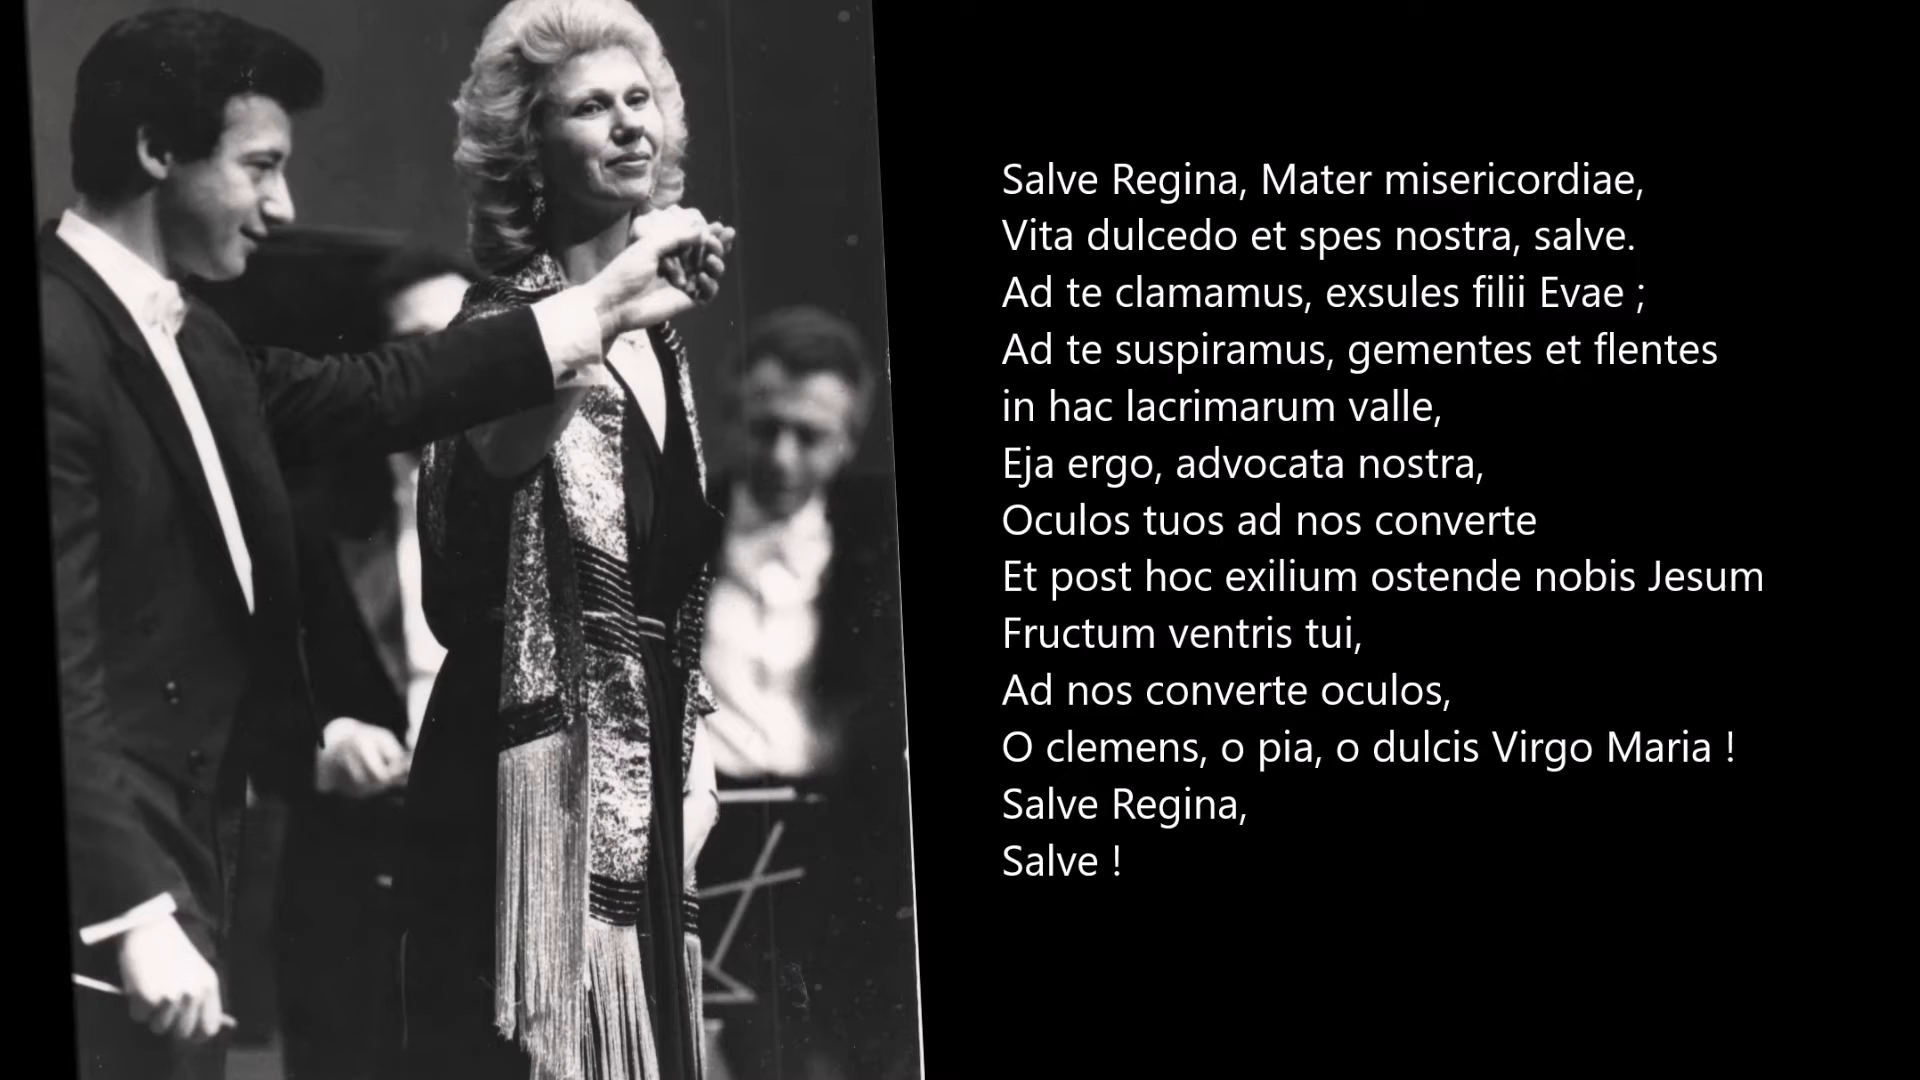 Salve Regina, Mater misericordiae,
Vita dulcedo et spes nostra, salve.
Ad te clamamus, exsules filii Evae ;
Ad te suspiramus, gementes et flentes
in hac lacrimarum valle,
Eja ergo, advocata nostra,
Oculos tuos ad nos converte
Et post hoc exilium ostende nobis Jesum
Fructum ventris tui,
Ad nos converte oculos,
O clemens, o pia, o dulcis Virgo Maria !
Salve Regina,
Salve !